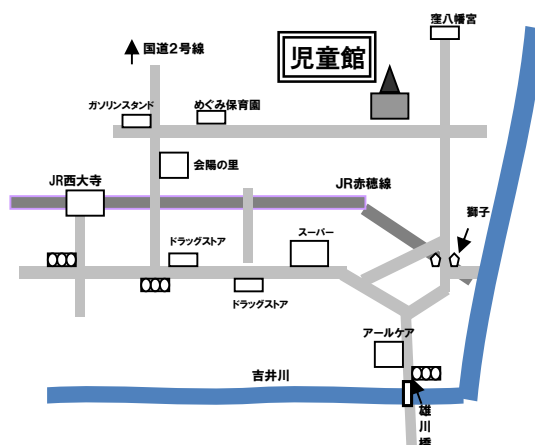 窪八幡宮
国道２号線
児童館
ガソリンスタンド
めぐみ保育園
会陽の里
JR西大寺
JR赤穂線
獅子
ドラッグストア
スーパー
ドラッグストア
アールケア
吉井川
雄川橋